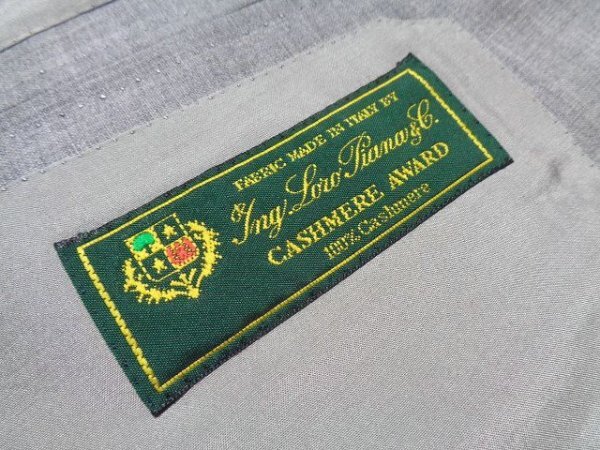 FABRIC MADE IN ITALY BY
Ing. Loro Piana & C.
CASHMERE AWARD
100% Cashmere